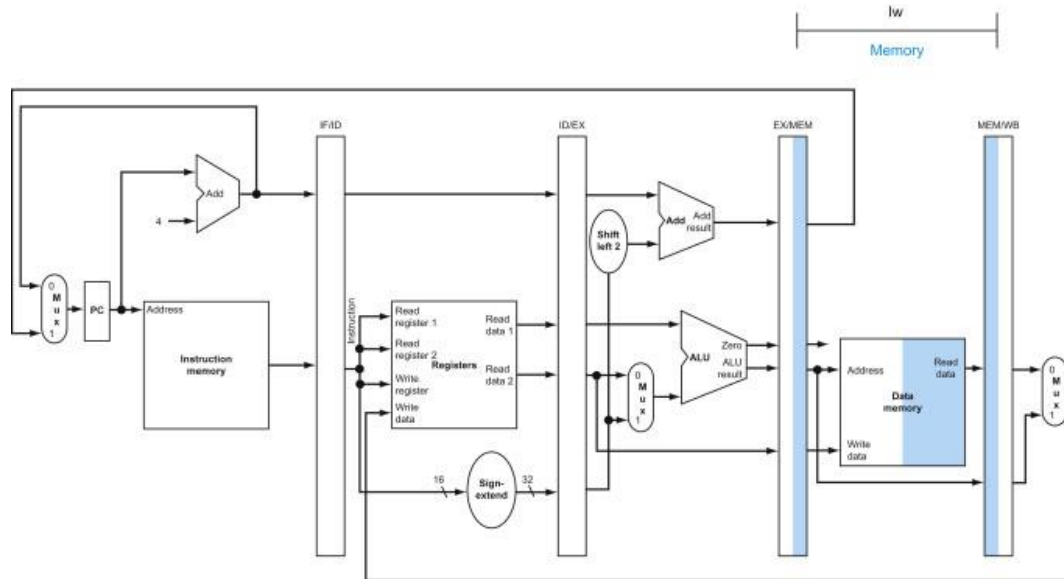 lw
Memory
IF/ID
ID/EX
EX/MEM
MEM/WB
Add
4
Shift
left 2
Add
Add
result
0
M
u
x
1
PC
Address
Instruction
memory
Instruction
Read
register 1
Read
register 2
Write
register
Write
data
Registers
Read
data 1
Read
data 2
0
M
u
x
1
Zero
ALU
ALU
result
Address
Write
data
Data
memory
Read
data
0
M
u
x
1
16
Sign-
extend
32